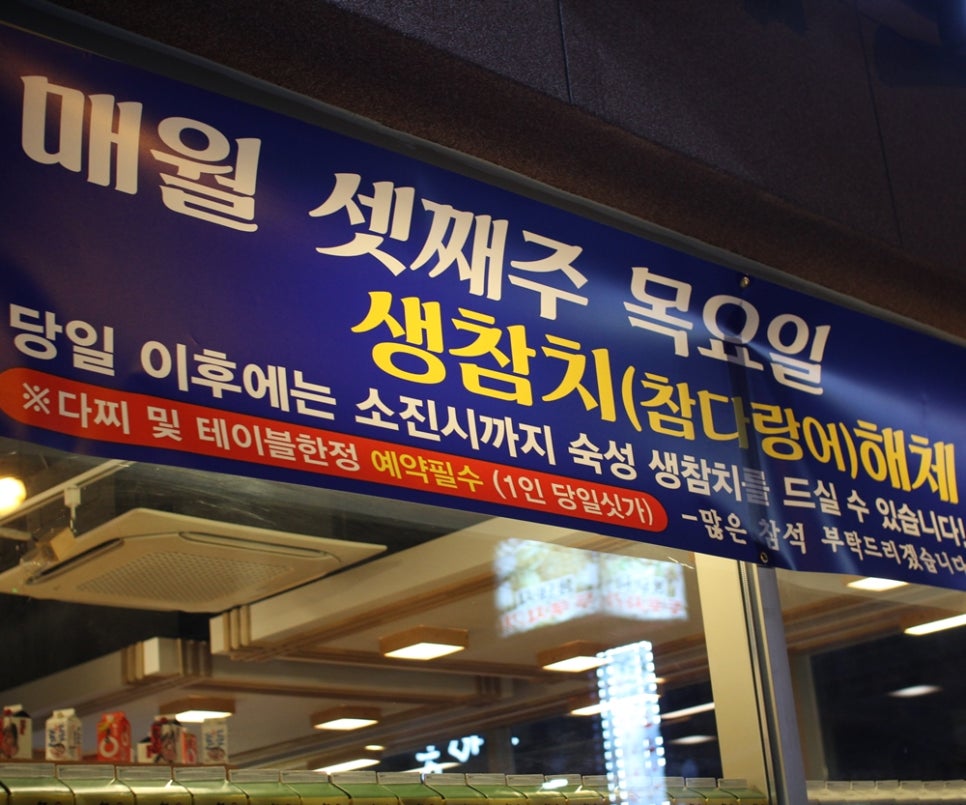 매월 셋째주 목요일
생참치(참다랑어)해체
당일 이후에는 소진시까지 숙성 생참치를 드실 수 있습니다!
※다찌 및 테이블한정 예약필수 (1인 당일싯가)
-많은 참석 부탁드리겠습니다